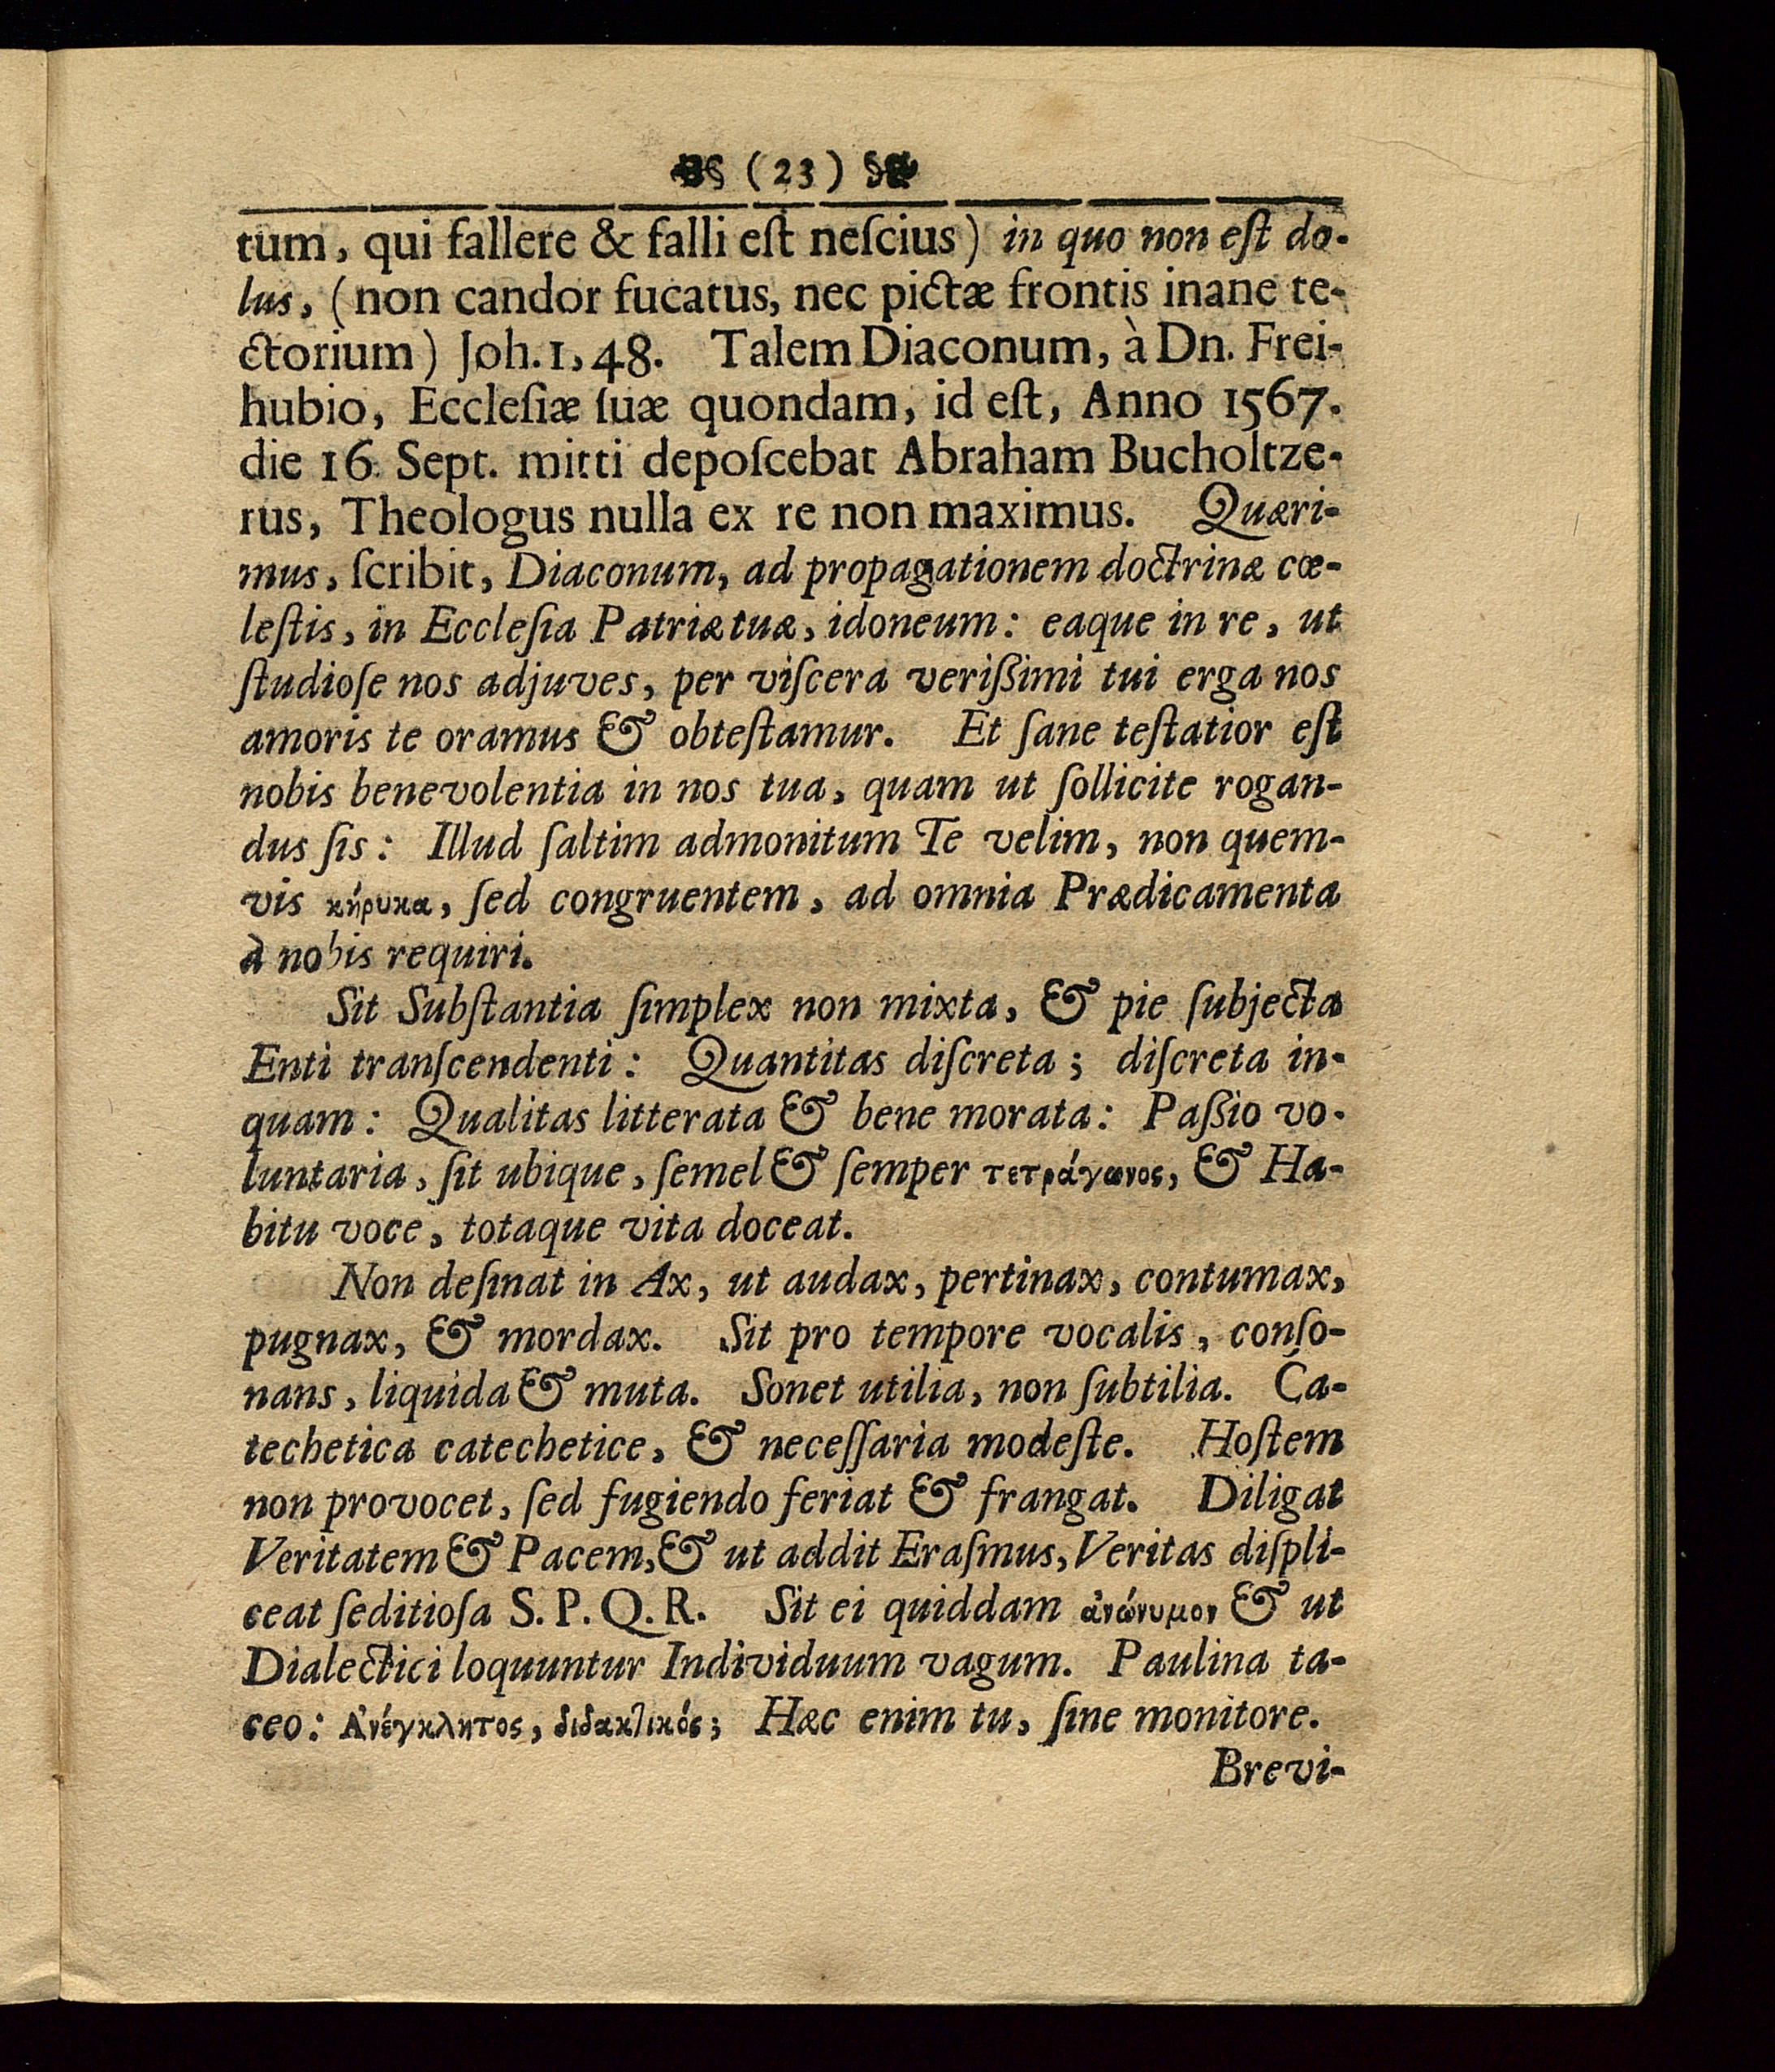 (23)
tum, qui fallere & falli eſt neſcius) in quo non eſt do-
lus, (non candor fucatus, nec pictæ frontis inane te-
ctorium) Joh. 1, 48. Talem Diaconum, à Dn. Frei-
hubio, Eccleſiæ ſuæ quondam, id eſt, Anno 1567.
die 16. Sept. mitti depoſcebat Abraham Bucholtze-
rus, Theologus nulla ex re non maximus. Quæri-
mus, ſcribit, Diaconum, ad propagationem doctrinæ cœ-
leſtis, in Eccleſia Patriæ tuæ, idoneum: eaque in re, ut
ſtudioſe nos adjuves, per viſcera verißimi tui erga nos
amoris te oramus & obteſtamur. Et ſane teſtatior eſt
nobis benevolentia in nos tua, quam ut ſollicite rogan-
dus ſis: Illud ſaltim admonitum Te velim, non quem-
vis κήρυκα, ſed congruentem, ad omnia Prædicamenta
à nobis requiri.
Sit Subſtantia ſimplex non mixta, & pie ſubjecta
Enti tranſcendenti: Quantitas diſcreta; diſcreta in-
quam: Qualitas litterata & bene morata: Paßio vo-
luntaria, ſit ubique, ſemel & ſemper τετράγωνος, & Ha-
bitu voce, totaque vita doceat.
Non deſinat in Ax, ut audax, pertinax, contumax,
pugnax, & mordax. Sit pro tempore vocalis, conſo-
nans, liquida & muta. Sonet utilia, non ſubtilia. Ca-
techetica catechetice, & neceſſaria modeſte. Hoſtem
non provocet, ſed fugiendo feriat & frangat. Diligat
Veritatem & Pacem, & ut addit Eraſmus, Veritas diſpli-
ceat ſeditioſa S. P. Q. R. Sit ei quiddam ἀνώνυμον & ut
Dialectici loquuntur Individuum vagum. Paulina ta-
ceo: Ἀνέγκλητος, διδακτικός; Hæc enim tu, ſine monitore.
Brevi-